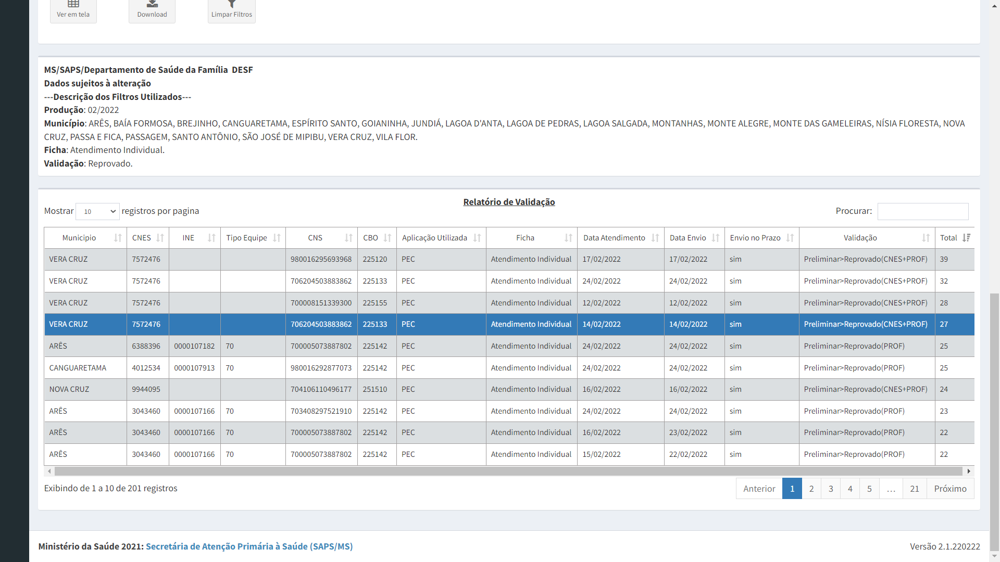 Ver em tela Download Limpar Filtros
MS/SAPS/Departamento de Saúde da Família  DESF
Dados sujeitos à alteração
---Descrição dos Filtros Utilizados---
Produção: 02/2022
Município: ARÊS, BAÍA FORMOSA, BREJINHO, CANGUARETAMA, ESPÍRITO SANTO, GOIANINHA, JUNDIÁ, LAGOA D'ANTA, LAGOA DE PEDRAS, LAGOA SALGADA, MONTANHAS, MONTE ALEGRE, MONTE DAS GAMELEIRAS, NÍSIA FLORESTA, NOVA
CRUZ, PASSA E FICA, PASSAGEM, SANTO ANTÔNIO, SÃO JOSÉ DE MIPIBU, VERA CRUZ, VILA FLOR.
Ficha: Atendimento Individual.
Validação: Reprovado.
Relatório de Validação
Mostrar 10 registros por pagina Procurar:
Municipio CNES INE Tipo Equipe CNS CBO Aplicação Utilizada Ficha Data Atendimento Data Envio Envio no Prazo Validação Total
VERA CRUZ 7572476 980016295693968 225120 PEC Atendimento Individual 17/02/2022 17/02/2022 sim Preliminar>Reprovado(CNES+PROF) 39
VERA CRUZ 7572476 706204503883862 225133 PEC Atendimento Individual 24/02/2022 24/02/2022 sim Preliminar>Reprovado(CNES+PROF) 32
VERA CRUZ 7572476 700008151339300 225155 PEC Atendimento Individual 12/02/2022 12/02/2022 sim Preliminar>Reprovado(CNES+PROF) 28
VERA CRUZ 7572476 706204503883862 225133 PEC Atendimento Individual 14/02/2022 14/02/2022 sim Preliminar>Reprovado(CNES+PROF) 27
ARÊS 6388396 0000107182 70 700005073887802 225142 PEC Atendimento Individual 24/02/2022 24/02/2022 sim Preliminar>Reprovado(PROF) 25
CANGUARETAMA 4012534 0000107913 70 980016292877073 225142 PEC Atendimento Individual 24/02/2022 24/02/2022 sim Preliminar>Reprovado(PROF) 25
NOVA CRUZ 9944095 704106110496177 251510 PEC Atendimento Individual 16/02/2022 16/02/2022 sim Preliminar>Reprovado(CNES+PROF) 24
ARÊS 3043460 0000107166 70 703408297521910 225142 PEC Atendimento Individual 24/02/2022 24/02/2022 sim Preliminar>Reprovado(PROF) 23
ARÊS 3043460 0000107166 70 700005073887802 225142 PEC Atendimento Individual 16/02/2022 23/02/2022 sim Preliminar>Reprovado(PROF) 22
ARÊS 3043460 0000107166 70 700005073887802 225142 PEC Atendimento Individual 15/02/2022 22/02/2022 sim Preliminar>Reprovado(PROF) 22
Exibindo de 1 a 10 de 201 registros Anterior 1 2 3 4 5 … 21 Próximo
Ministério da Saúde 2021: Secretária de Atenção Primária à Saúde (SAPS/MS) Versão 2.1.220222